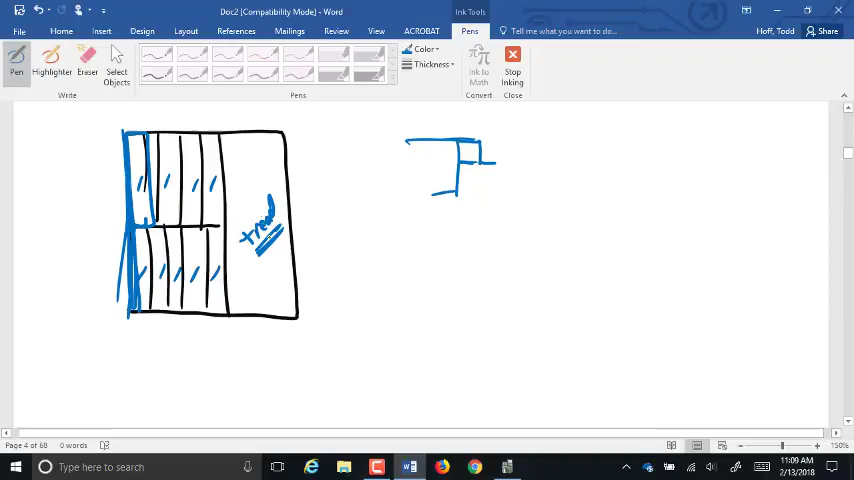 Doc2 [Compatibility Mode] - Word
Ink Tools
Hoff, Todd
File
Home
Insert
Design
Layout
References
Mailings
Review
View
ACROBAT
Pens
Tell me what you want to do...
Share
Pen
Highlighter
Eraser
Select
Objects
Color
Thickness
Ink to
Math
Stop
Inking
Write
Pens
Convert
Close
tread
Page 4 of 68
0 words
150%
Type here to search
11:09 AM
2/13/2018